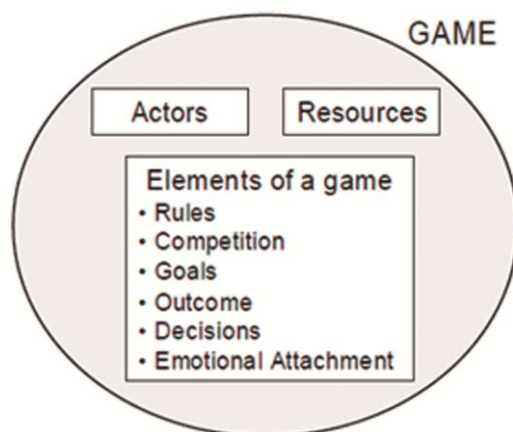 GAME
Actors
Resources
Elements of a game
• Rules
• Competition
• Goals
• Outcome
• Decisions
• Emotional Attachment